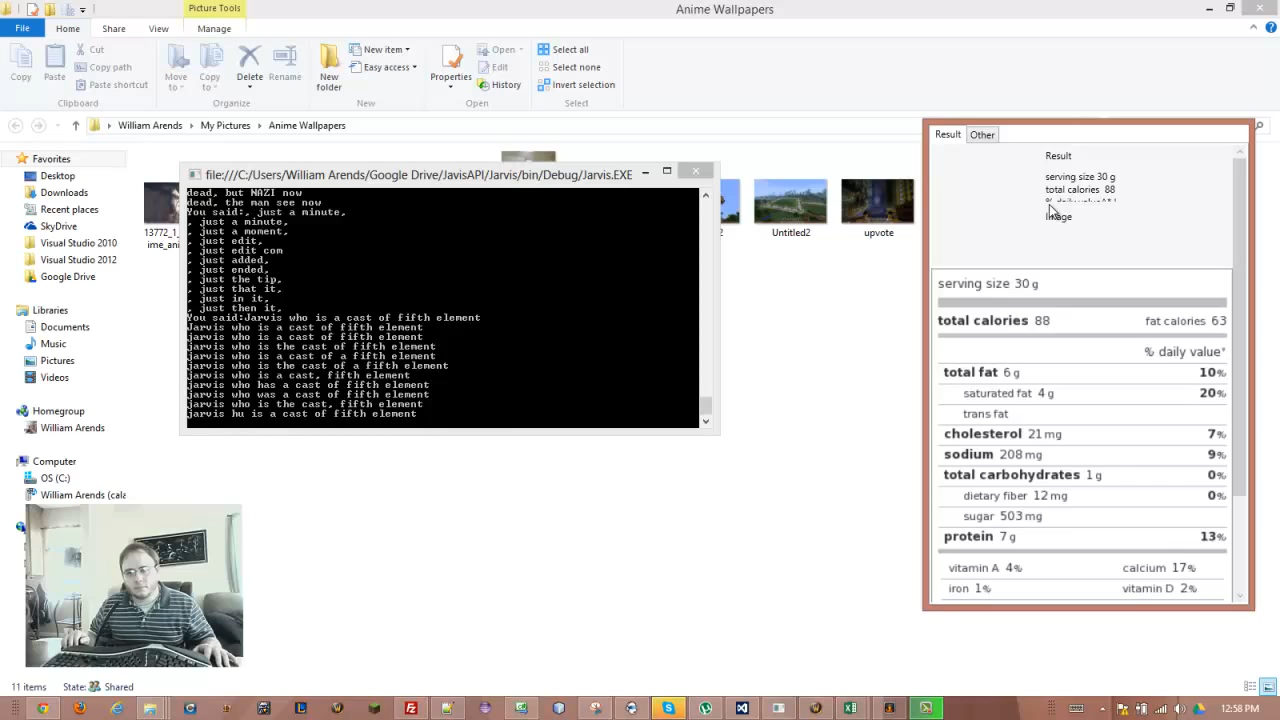 Picture Tools
Anime Wallpapers
File
Home
Share
View
Manage
Copy
Paste
Cut
Copy path
Paste shortcut
Move to
Copy to
Delete
Rename
New folder
New item
Easy access
Properties
Open
Edit
History
Select all
Select none
Invert selection
Clipboard
Organize
New
Open
Select
William Arends
My Pictures
Anime Wallpapers
Favorites
Desktop
Downloads
Recent places
SkyDrive
Visual Studio 2010
Visual Studio 2012
Google Drive
Libraries
Documents
Music
Pictures
Videos
Homegroup
William Arends
Computer
OS (C:)
William Arends (cala
13772_1
ime_ani
file:///C:/Users/William Arends/Google Drive/JavisAPI/Jarvis/bin/Debug/Jarvis.EXE
dead, but NAZI now
dead, the man see now
You said:, just a minute,
, just a minute,
, just a moment,
, just edit,
, just edit com
, just added,
, just ended,
, just the tip,
, just that it,
, just in it,
, just then it,
You said:Jarvis who is a cast of fifth element
Jarvis who is a cast of fifth element
jarvis who is a cast of fifth element
jarvis who is the cast of fifth element
jarvis who is a cast of a fifth element
jarvis who is the cast of a fifth element
jarvis who is a cast, fifth element
jarvis who has a cast of fifth element
jarvis who was a cast of fifth element
jarvis who is the cast, fifth element
jarvis hu is a cast of fifth element
2
Untitled2
upvote
Result
Other
Result
serving size 30 g
total calories 88
Image
serving size 30 g
total calories 88 fat calories 63
% daily value*
total fat 6 g 10%
saturated fat 4 g 20%
trans fat
cholesterol 21 mg 7%
sodium 208 mg 9%
total carbohydrates 1 g 0%
dietary fiber 12 mg 0%
sugar 503 mg
protein 7 g 13%
vitamin A 4% calcium 17%
iron 1% vitamin D 2%
11 items
State:
Shared
12:58 PM